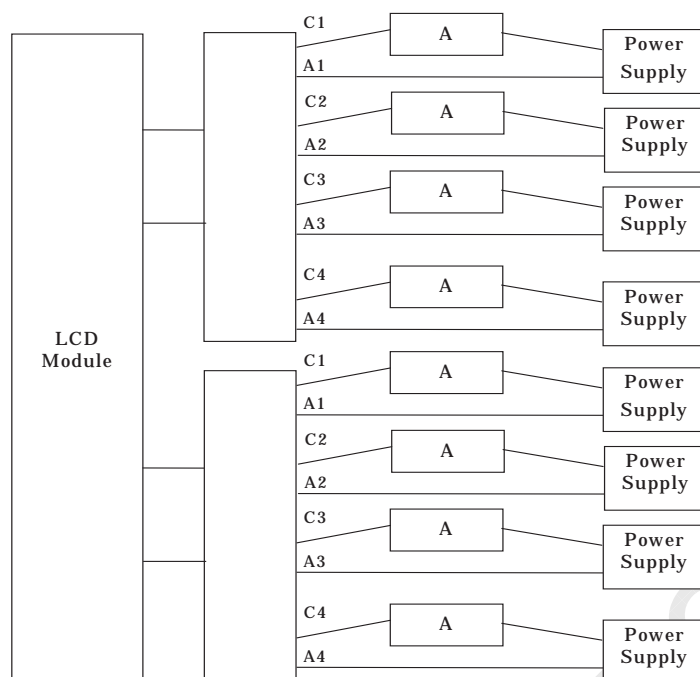 C1
A
Power
Supply
A1
C2
A
Power
Supply
A2
C3
A
Power
Supply
A3
C4
A
Power
Supply
A4
LCD
Module
C1
A
Power
Supply
A1
C2
A
Power
Supply
A2
C3
A
Power
Supply
A3
C4
A
Power
Supply
A4